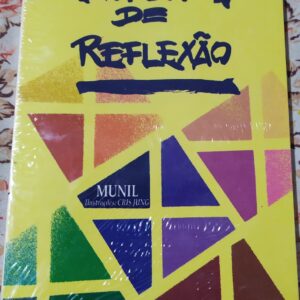 DE
REFLEXÃO
MUNIL
Ilustrações: CRIS JUNG